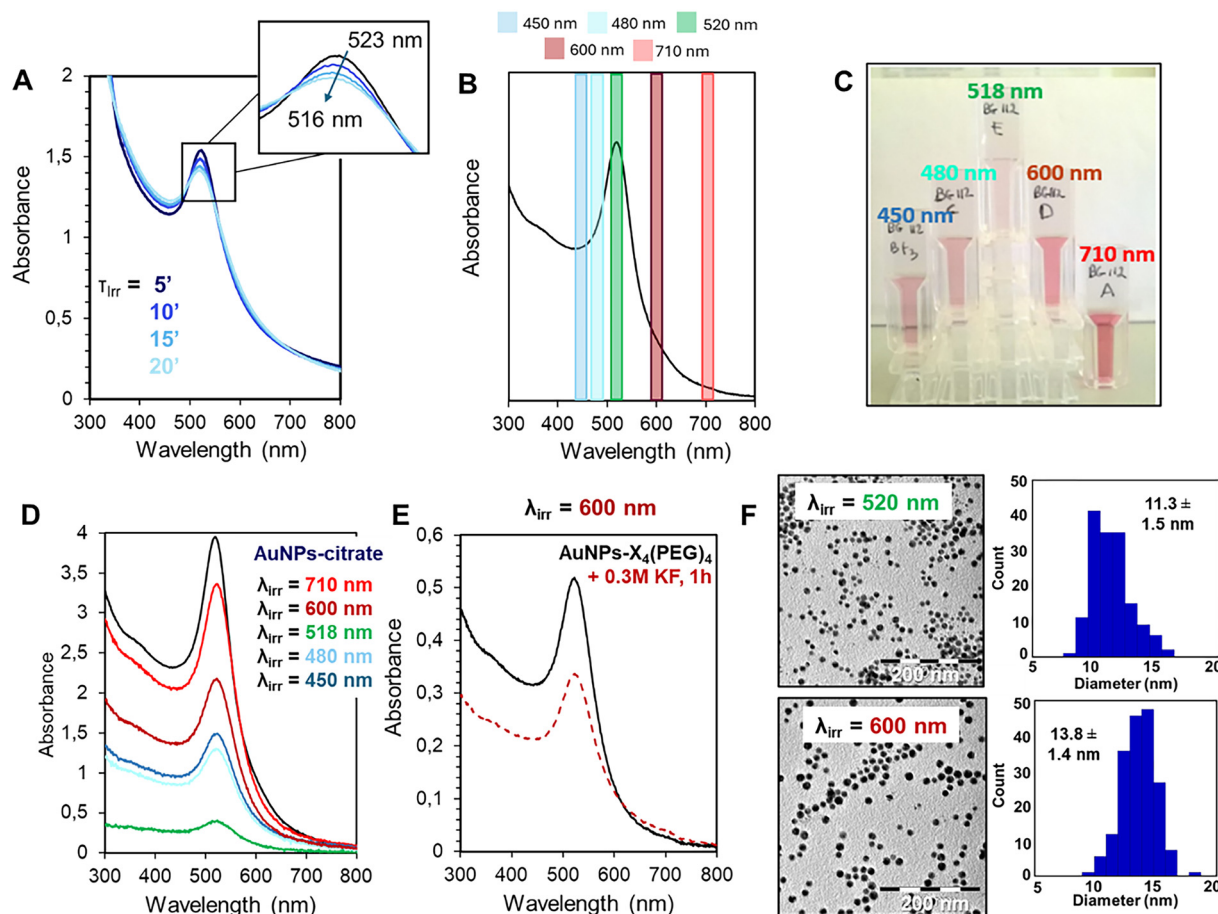 450 nm 480 nm 520 nm
600 nm 710 nm
A
523 nm
516 nm
2
1,5
1
0,5
0
Absorbance
τIrr = 5’
10’
15’
20’
300 400 500 600 700 800
Wavelength (nm)
B
Absorbance
300 400 500 600 700 800
Wavelength (nm)
C
518 nm
BG 112
E
480 nm
BG 112
600 nm
BG 112
D
450 nm
BG 112
710 nm
BG 112
A
D
4
3,5
3
2,5
2
1,5
1
0,5
0
Absorbance
AuNPs-citrate
λirr = 710 nm
λirr = 600 nm
λirr = 518 nm
λirr = 480 nm
λirr = 450 nm
300 400 500 600 700 800
Wavelength (nm)
E
λirr = 600 nm
0,6
0,5
0,4
0,3
0,2
0,1
0
Absorbance
AuNPs-X4(PEG)4
+ 0.3M KF, 1h
300 400 500 600 700 800
Wavelength (nm)
F
λirr = 520 nm
200 nm
50
40
30
20
10
0
Count
11.3 ±
1.5 nm
5 10 15 20
Diameter (nm)
λirr = 600 nm
200 nm
50
40
30
20
10
0
Count
13.8 ±
1.4 nm
5 10 15 20
Diameter (nm)